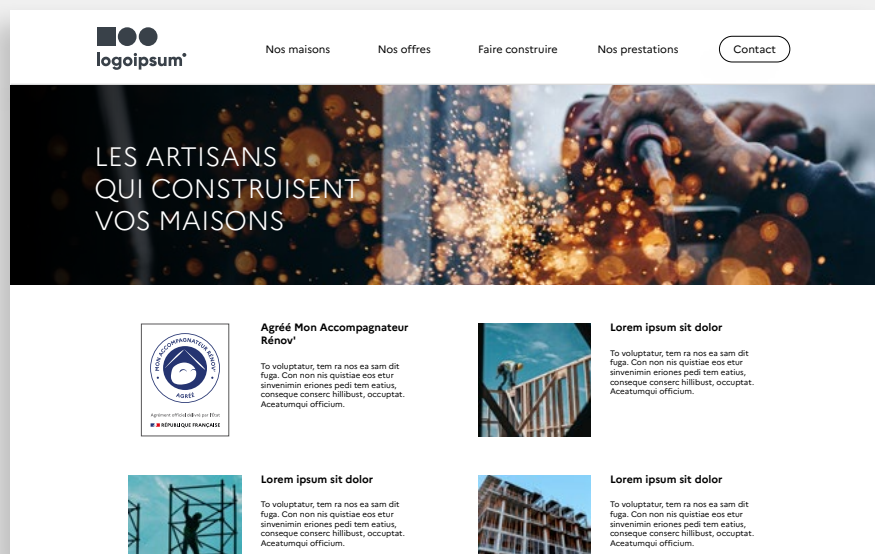 logoipsum
Nos maisons
Nos offres
Faire construire
Nos prestations
Contact
LES ARTISANS
QUI CONSTRUISENT
VOS MAISONS
MON ACCOMPAGNATEUR RÉNOV'
AGRÉÉ
Agrément officiel délivré par l'État
RÉPUBLIQUE FRANÇAISE
Agréé Mon Accompagnateur
Rénov'
To voluptatur, tem ra nos ea sam dit
fuga. Con non nis quistiae eos etur
sinvenimin eriones pedi tem eatius,
conseque conserc hillibust, occuptat.
Aceatumqui officium.
Lorem ipsum sit dolor
To voluptatur, tem ra nos ea sam dit
fuga. Con non nis quistiae eos etur
sinvenimin eriones pedi tem eatius,
conseque conserc hillibust, occuptat.
Aceatumqui officium.
Lorem ipsum sit dolor
To voluptatur, tem ra nos ea sam dit
fuga. Con non nis quistiae eos etur
sinvenimin eriones pedi tem eatius,
conseque conserc hillibust, occuptat.
Aceatumqui officium.
Lorem ipsum sit dolor
To voluptatur, tem ra nos ea sam dit
fuga. Con non nis quistiae eos etur
sinvenimin eriones pedi tem eatius,
conseque conserc hillibust, occuptat.
Aceatumqui officium.